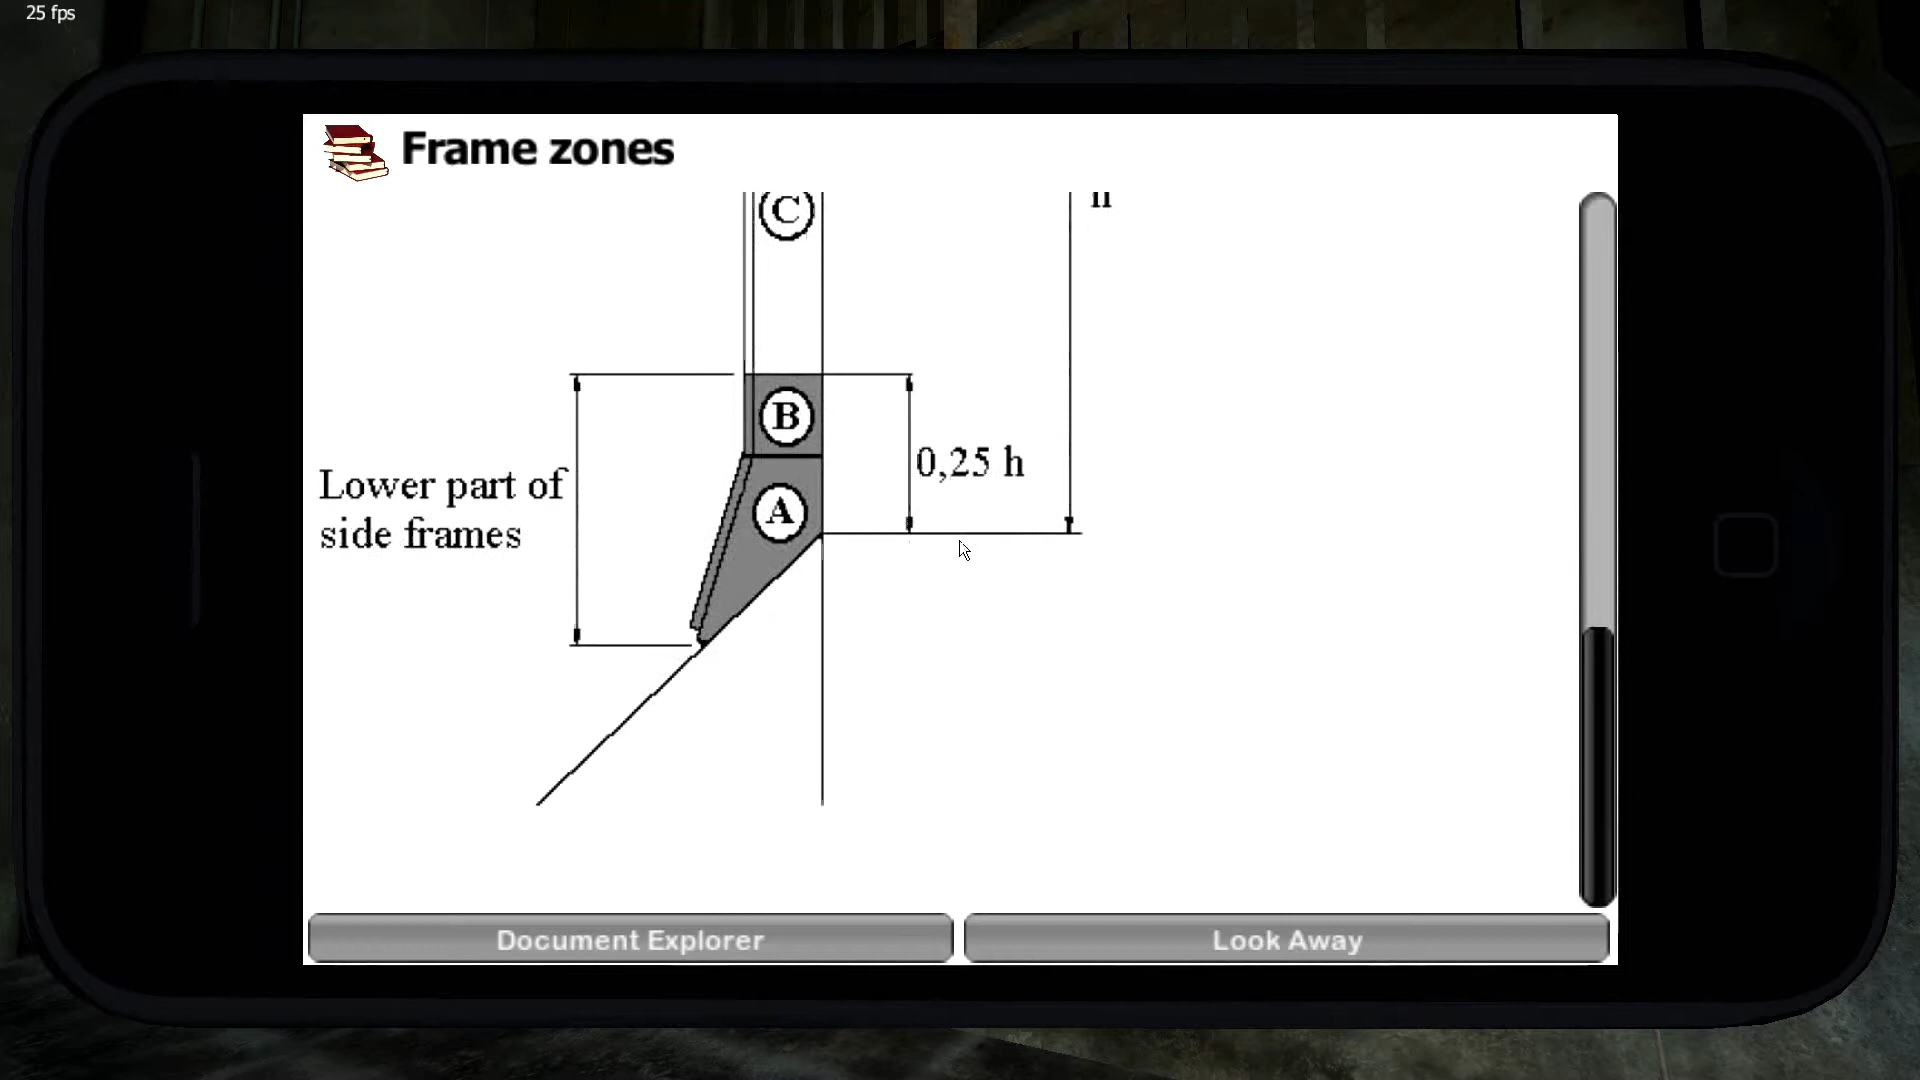 25 fps
Frame zones
C
h
B
0,25 h
Lower part of
side frames
A
Document Explorer
Look Away